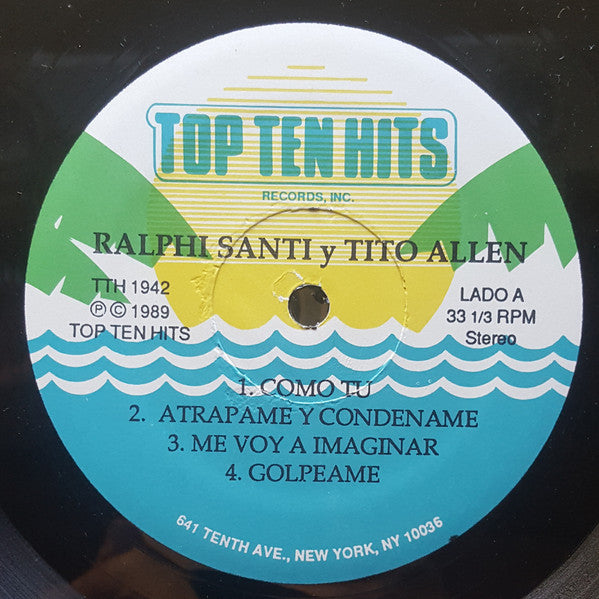 TOP TEN HITS
RECORDS, INC.
RALPHI SANTI y TITO ALLEN
TTH 1942
Ⓟ © 1989
TOP TEN HITS
LADO A
33 1/3 RPM
Stereo
1. COMO TU
2. ATRAPAME Y CONDENAME
3. ME VOY A IMAGINAR
4. GOLPEAME
641 TENTH AVE., NEW YORK, NY 10036